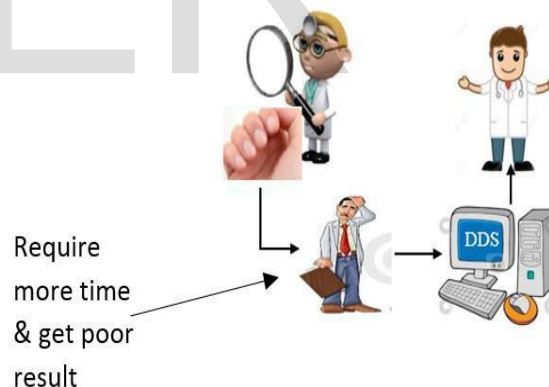 Require
more time
& get poor
result
DDS